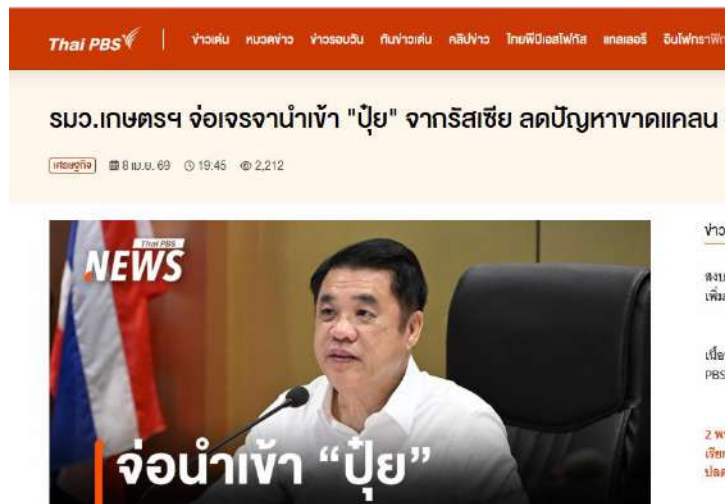 Thai PBS
ข่าวเด่น หมวดข่าว ข่าวรอบวัน ทันข่าวเด่น คลิปข่าว ไทยพีบีเอสโฟกัส แกลเลอรี อินโฟกราฟิก
รมว.เกษตรฯ จ่อเจรจานำเข้า "ปุ๋ย" จากรัสเซีย ลดปัญหาขาดแคลน
เศรษฐกิจ 8 เม.ย. 69 19:45 2,212
Thai PBS
NEWS
จ่อนำเข้า “ปุ๋ย”
PBS